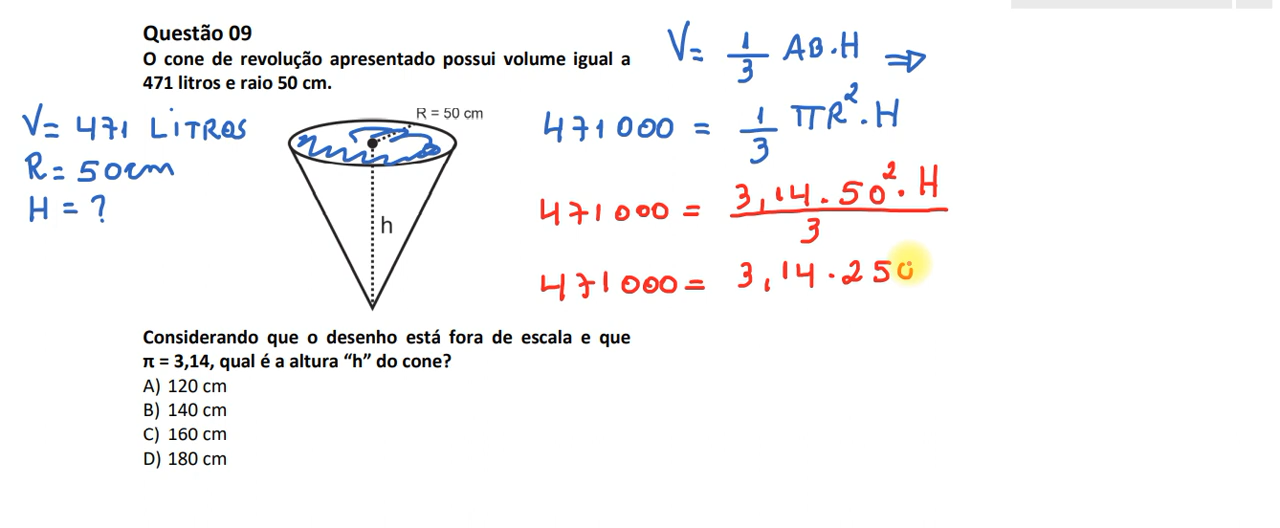 Questão 09
O cone de revolução apresentado possui volume igual a
471 litros e raio 50 cm.
V= 471 LITROS
R= 50cm
H = ?
R = 50 cm
h
V= 1/3 AB.H ⇒
471000 = 1/3 πR².H
471000 = 3,14.50².H/3
471000= 3,14.250
Considerando que o desenho está fora de escala e que
π = 3,14, qual é a altura “h” do cone?
A) 120 cm
B) 140 cm
C) 160 cm
D) 180 cm